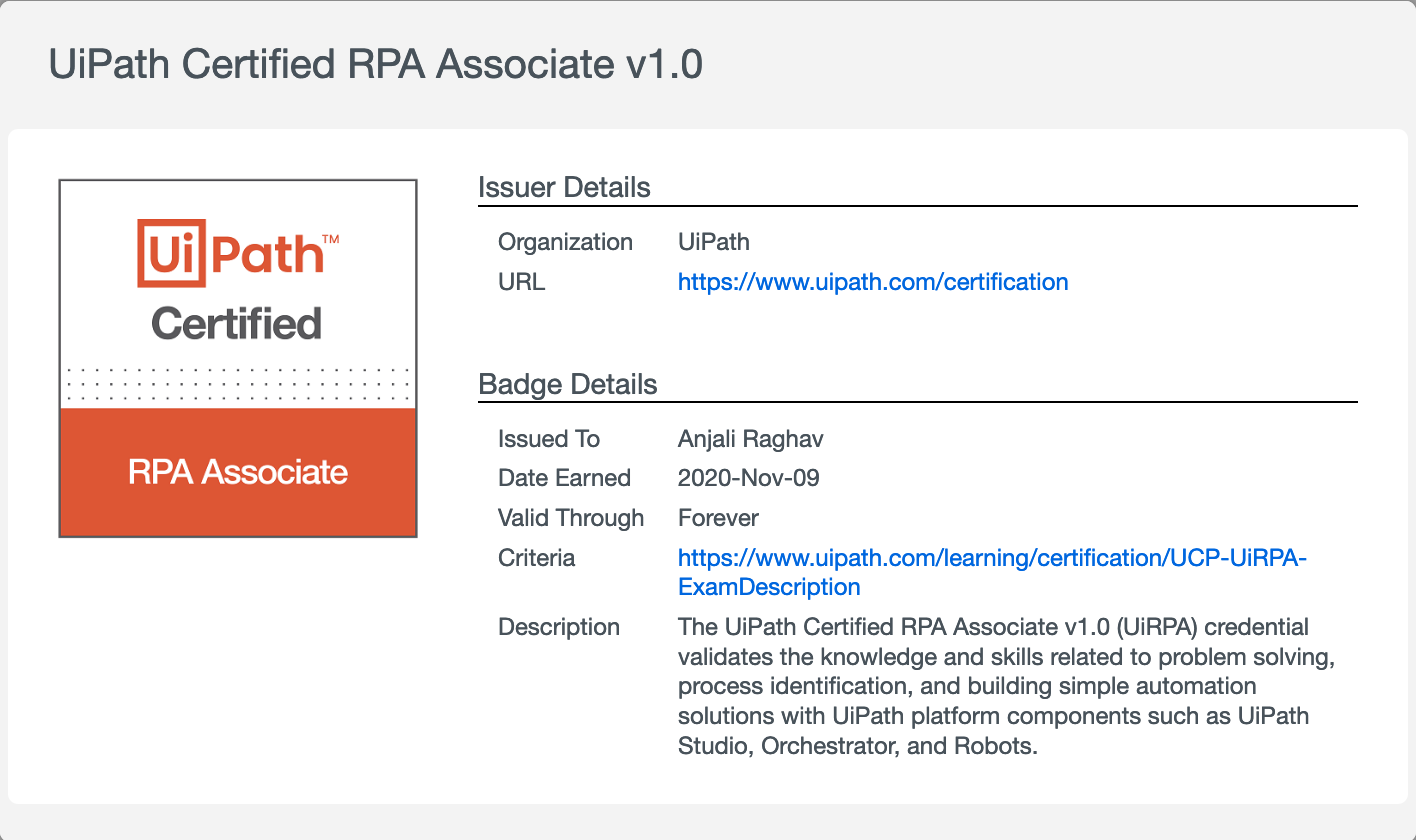 UiPath Certified RPA Associate v1.0
UiPath™
Certified
RPA Associate
Issuer Details
Organization UiPath
URL https://www.uipath.com/certification
Badge Details
Issued To Anjali Raghav
Date Earned 2020-Nov-09
Valid Through Forever
Criteria https://www.uipath.com/learning/certification/UCP-UiRPA-
ExamDescription
Description The UiPath Certified RPA Associate v1.0 (UiRPA) credential
validates the knowledge and skills related to problem solving,
process identification, and building simple automation
solutions with UiPath platform components such as UiPath
Studio, Orchestrator, and Robots.